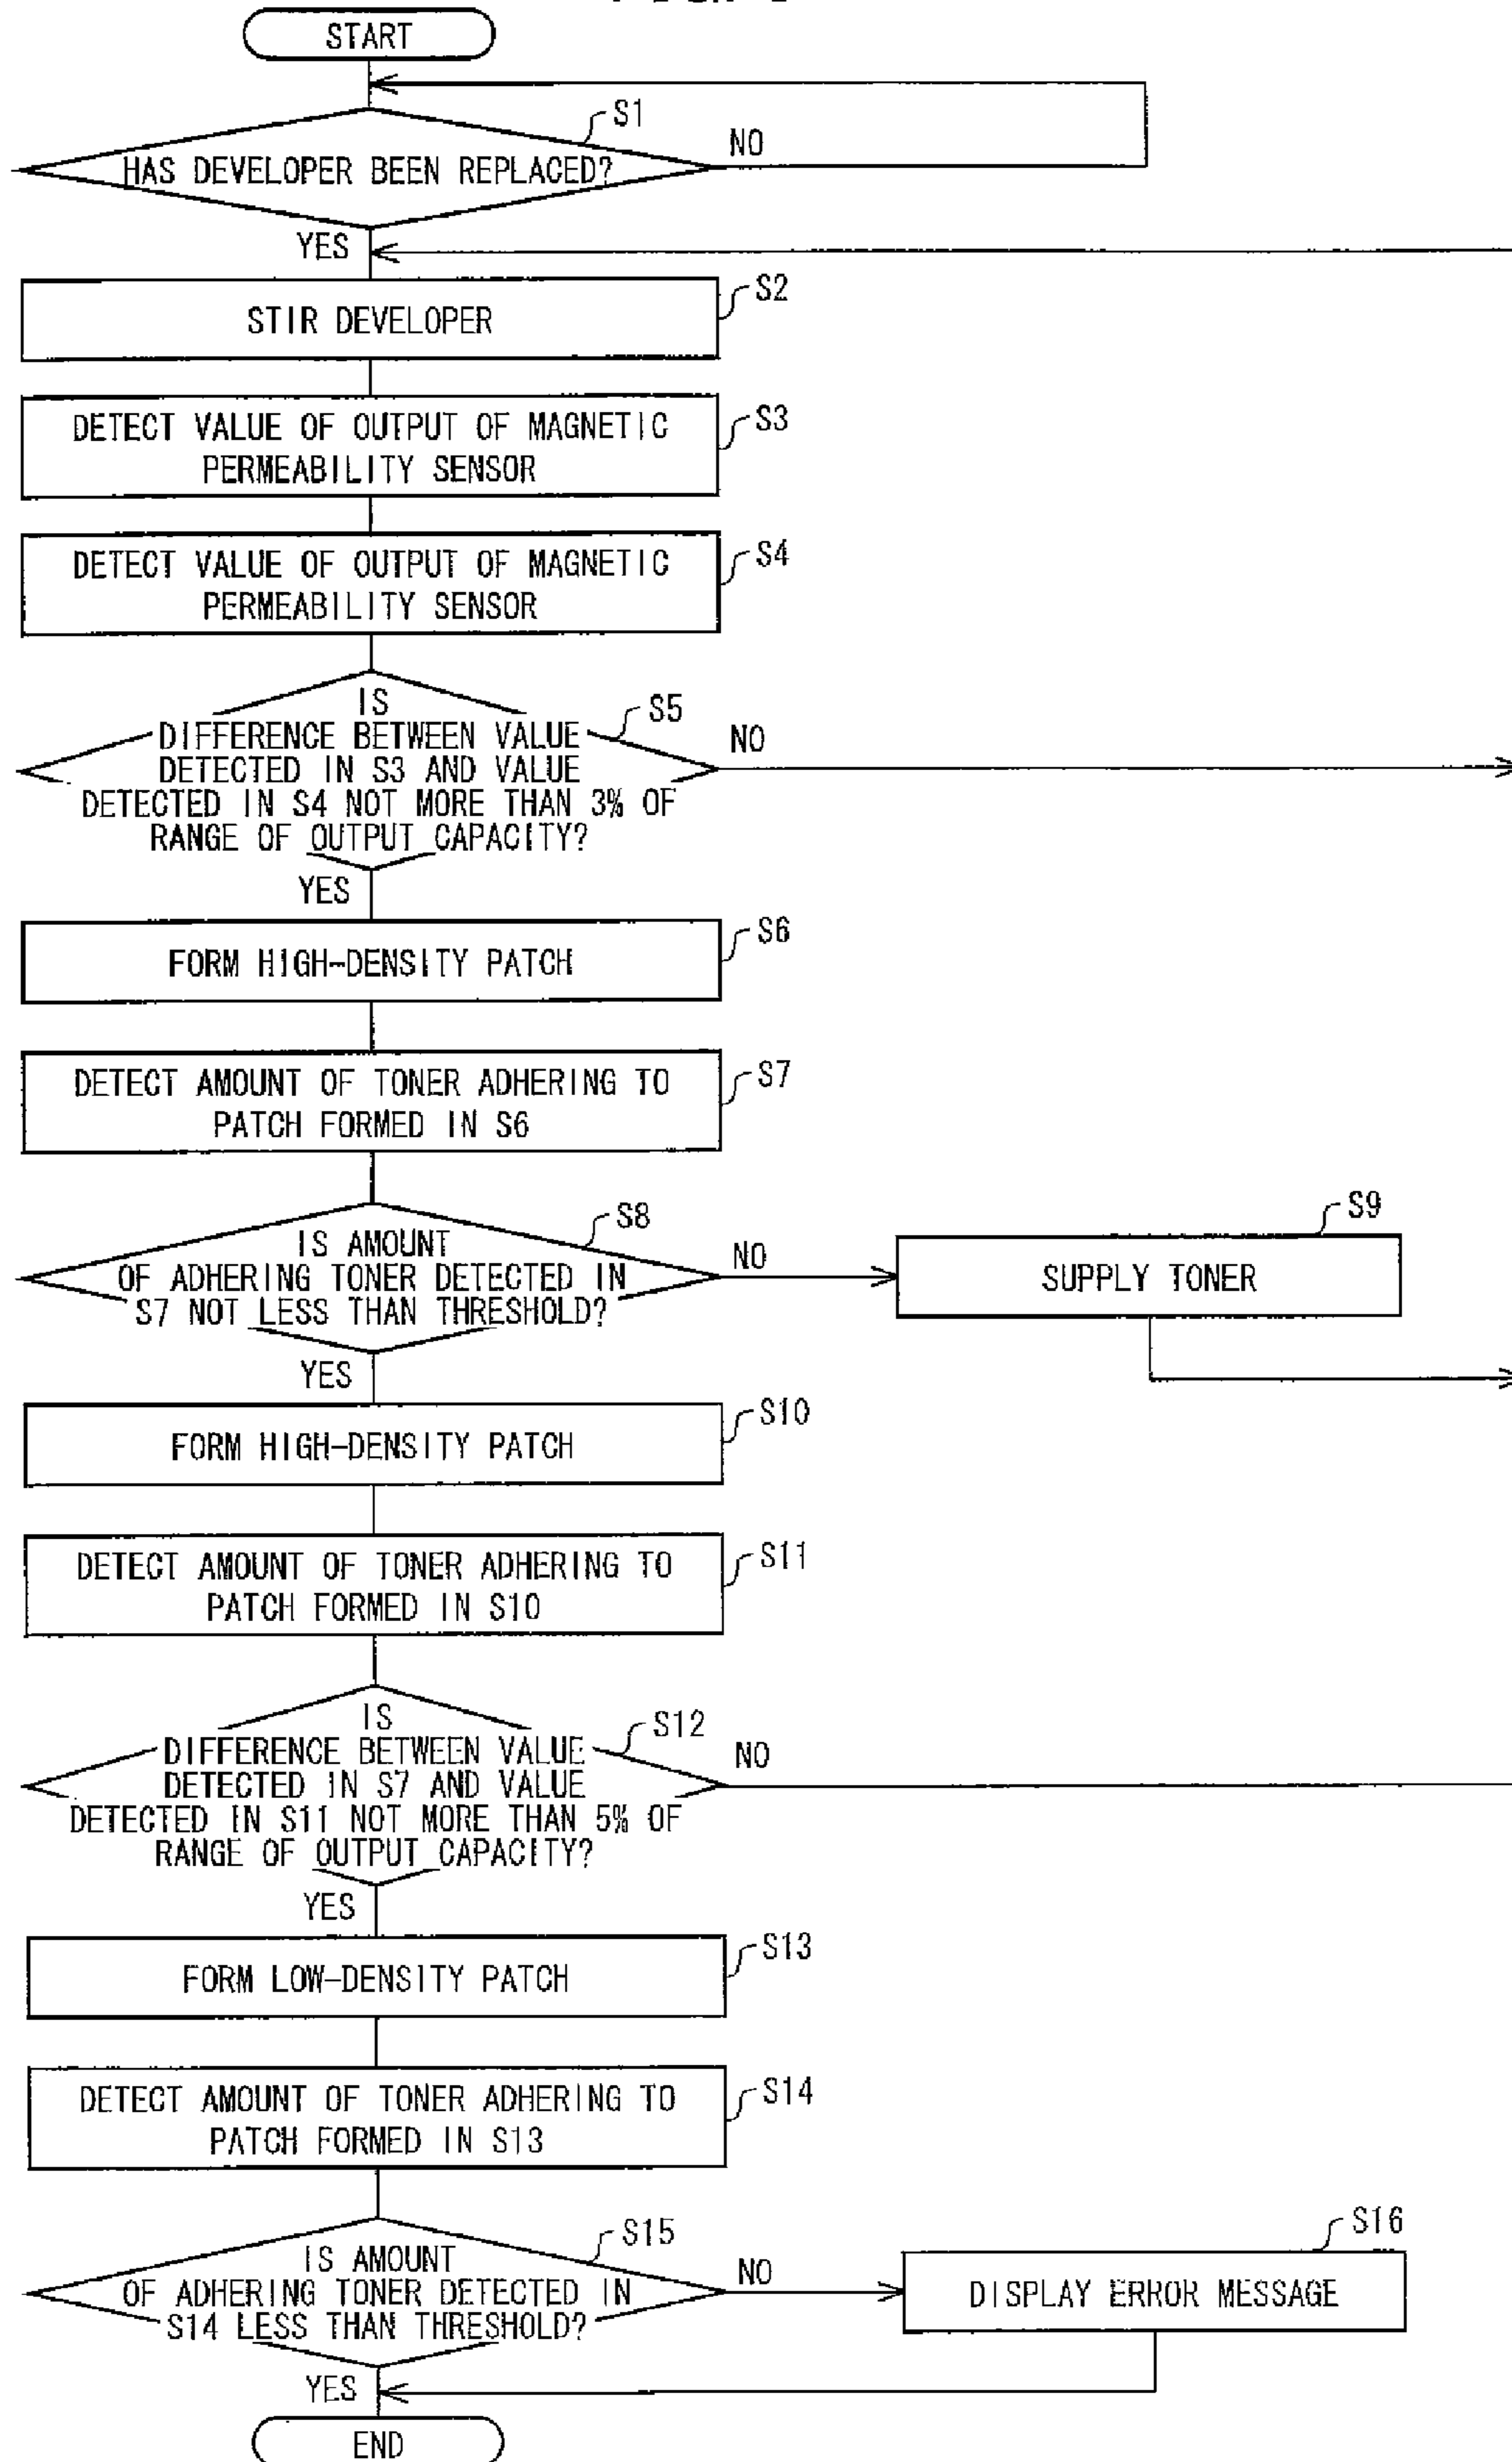 START
S1
HAS DEVELOPER BEEN REPLACED?
NO
YES
S2
STIR DEVELOPER
S3
DETECT VALUE OF OUTPUT OF MAGNETIC
PERMEABILITY SENSOR
S4
DETECT VALUE OF OUTPUT OF MAGNETIC
PERMEABILITY SENSOR
S5
IS
DIFFERENCE BETWEEN VALUE
DETECTED IN S3 AND VALUE
DETECTED IN S4 NOT MORE THAN 3% OF
RANGE OF OUTPUT CAPACITY?
NO
YES
S6
FORM HIGH-DENSITY PATCH
S7
DETECT AMOUNT OF TONER ADHERING TO
PATCH FORMED IN S6
S8
IS AMOUNT
OF ADHERING TONER DETECTED IN
S7 NOT LESS THAN THRESHOLD?
NO
S9
SUPPLY TONER
YES
S10
FORM HIGH-DENSITY PATCH
S11
DETECT AMOUNT OF TONER ADHERING TO
PATCH FORMED IN S10
S12
IS
DIFFERENCE BETWEEN VALUE
DETECTED IN S7 AND VALUE
DETECTED IN S11 NOT MORE THAN 5% OF
RANGE OF OUTPUT CAPACITY?
NO
YES
S13
FORM LOW-DENSITY PATCH
S14
DETECT AMOUNT OF TONER ADHERING TO
PATCH FORMED IN S13
S15
IS AMOUNT
OF ADHERING TONER DETECTED IN
S14 LESS THAN THRESHOLD?
NO
S16
DISPLAY ERROR MESSAGE
YES
END